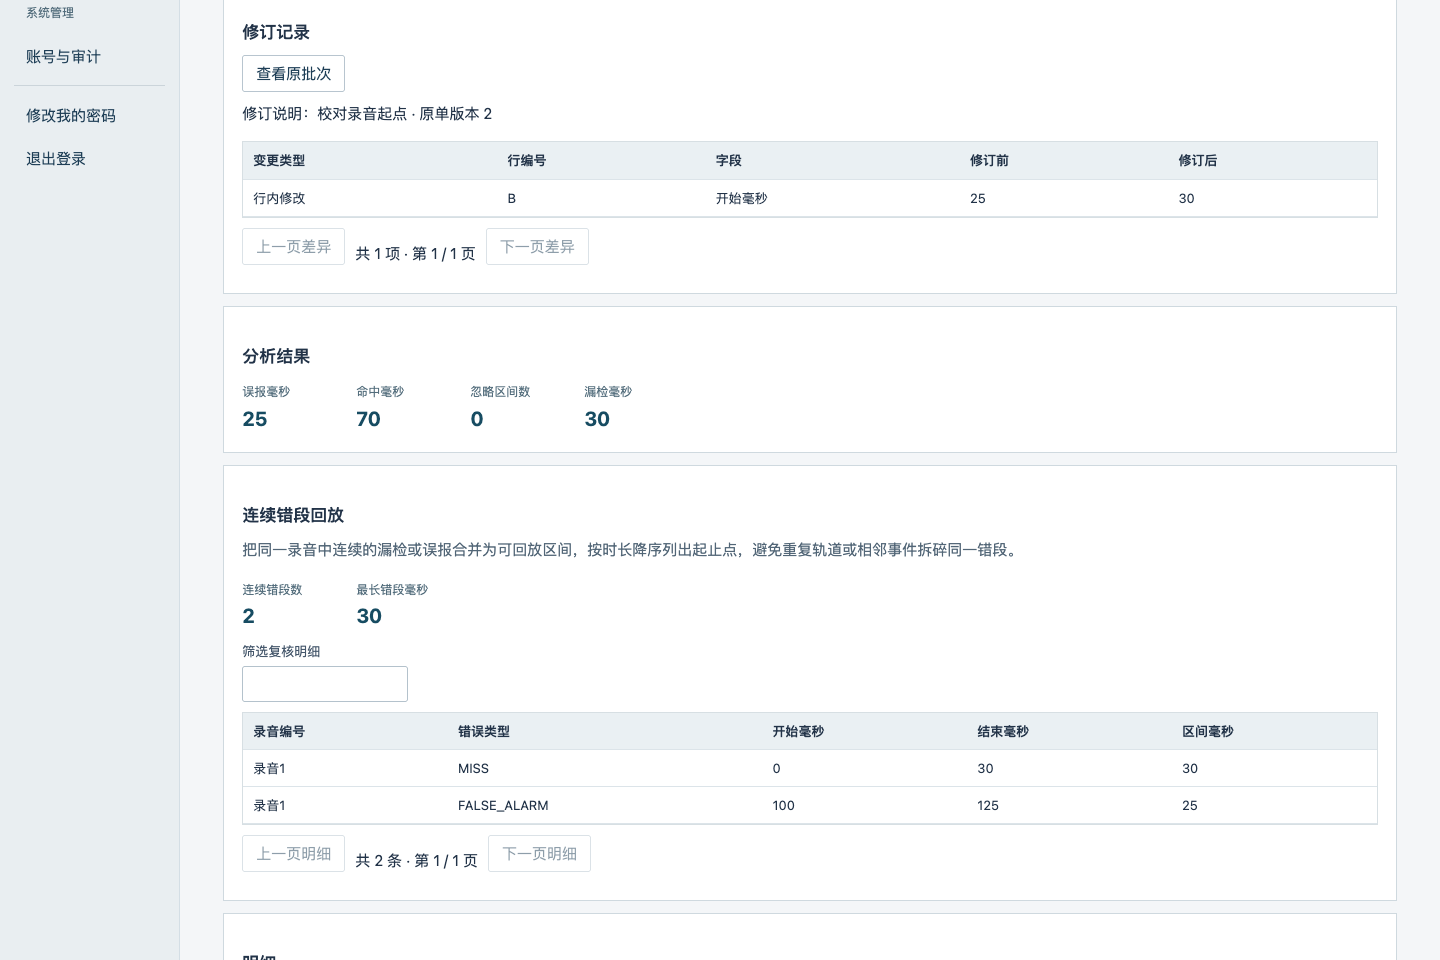 系统管理
账号与审计
修改我的密码
退出登录
修订记录
查看原批次
修订说明：校对录音起点 · 原单版本 2
变更类型 行编号 字段 修订前 修订后
行内修改 B 开始毫秒 25 30
上一页差异 共 1 项 · 第 1 / 1 页 下一页差异
分析结果
误报毫秒 命中毫秒 忽略区间数 漏检毫秒
25 70 0 30
连续错段回放
把同一录音中连续的漏检或误报合并为可回放区间，按时长降序列出起止点，避免重复轨道或相邻事件拆碎同一错段。
连续错段数 最长错段毫秒
2 30
筛选复核明细
录音编号 错误类型 开始毫秒 结束毫秒 区间毫秒
录音1 MISS 0 30 30
录音1 FALSE_ALARM 100 125 25
上一页明细 共 2 条 · 第 1 / 1 页 下一页明细